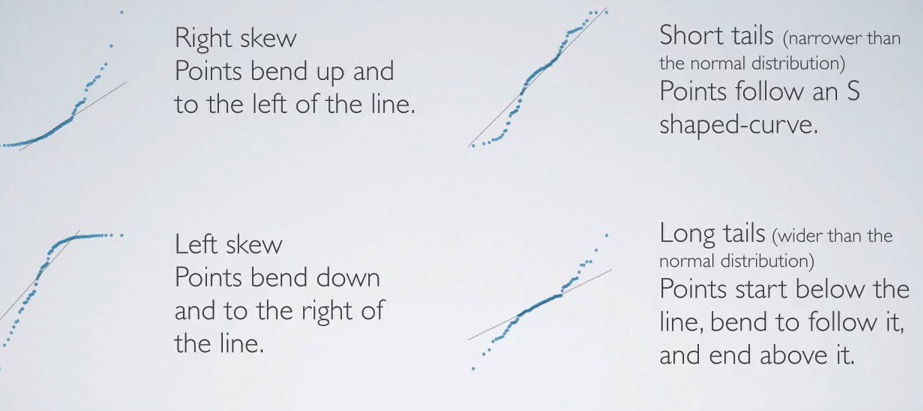 Right skew
Points bend up and
to the left of the line.
Short tails (narrower than
the normal distribution)
Points follow an S
shaped-curve.
Left skew
Points bend down
and to the right of
the line.
Long tails (wider than the
normal distribution)
Points start below the
line, bend to follow it,
and end above it.